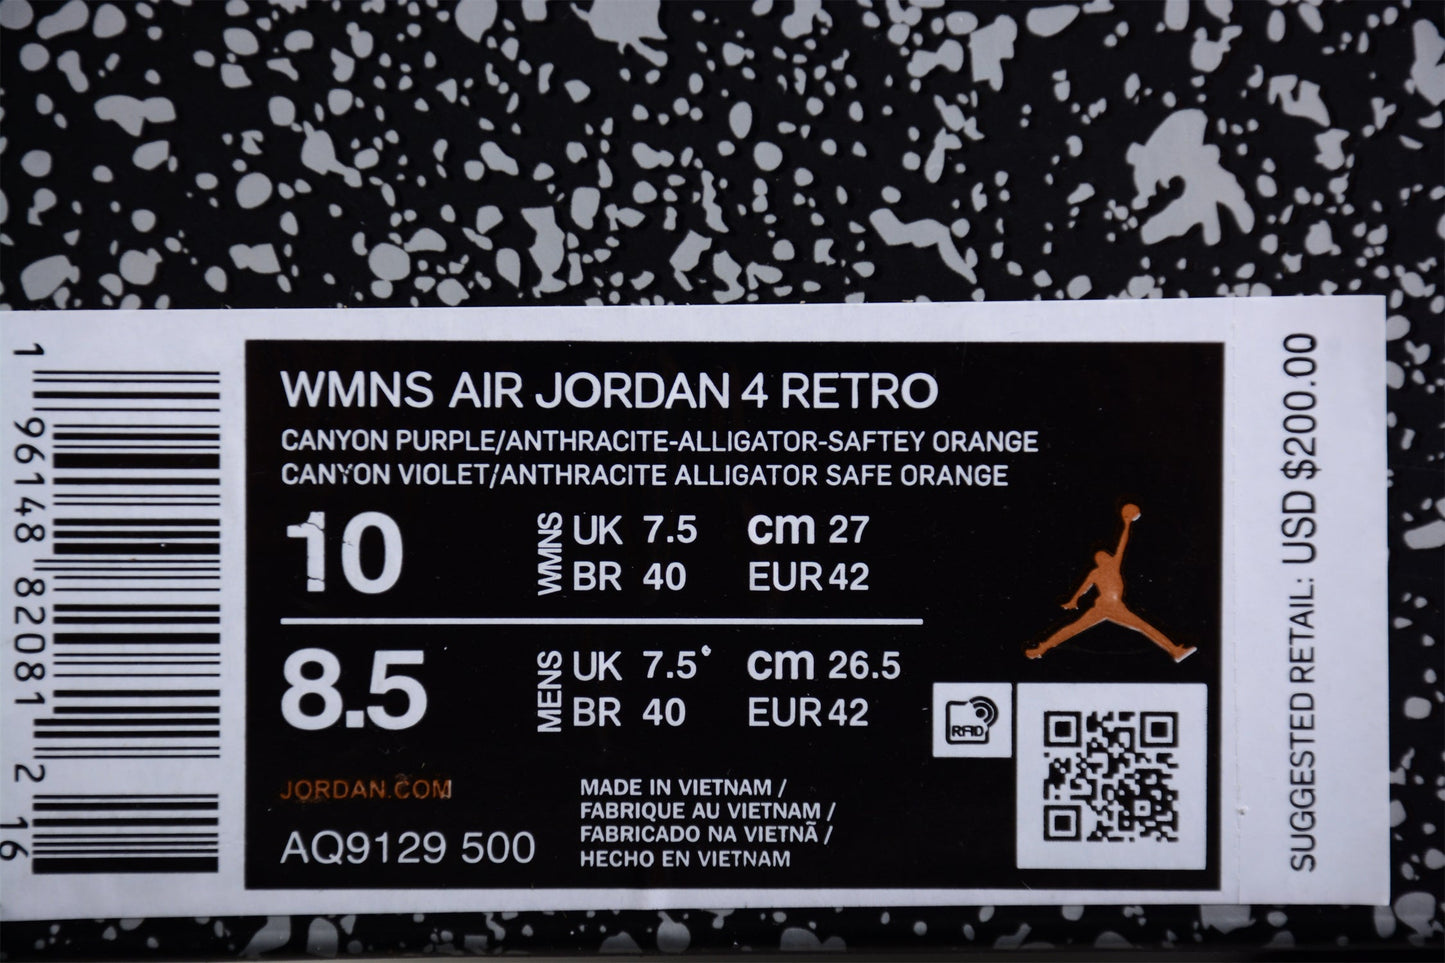 WMNS AIR JORDAN 4 RETRO
CANYON PURPLE/ANTHRACITE-ALLIGATOR-SAFTEY ORANGE
CANYON VIOLET/ANTHRACITE ALLIGATOR SAFE ORANGE
10 WMNS UK 7.5 cm 27
BR 40 EUR 42
8.5 MENS UK 7.5 cm 26.5
BR 40 EUR 42
JORDAN.COM
AQ9129 500
MADE IN VIETNAM /
FABRIQUE AU VIETNAM /
FABRICADO NA VIETNÃ /
HECHO EN VIETNAM
RFID
1 96148 82081 2 16
SUGGESTED RETAIL: USD $200.00